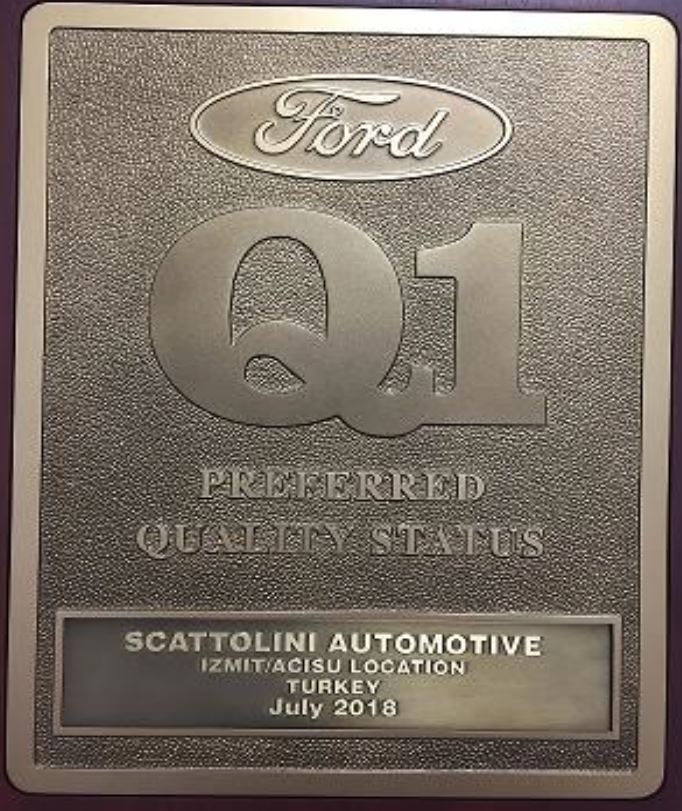 Ford
Q1
PREFERRED
QUALITY STATUS
SCATTOLINI AUTOMOTIVE
IZMIT/ACISU LOCATION
TURKEY
July 2018